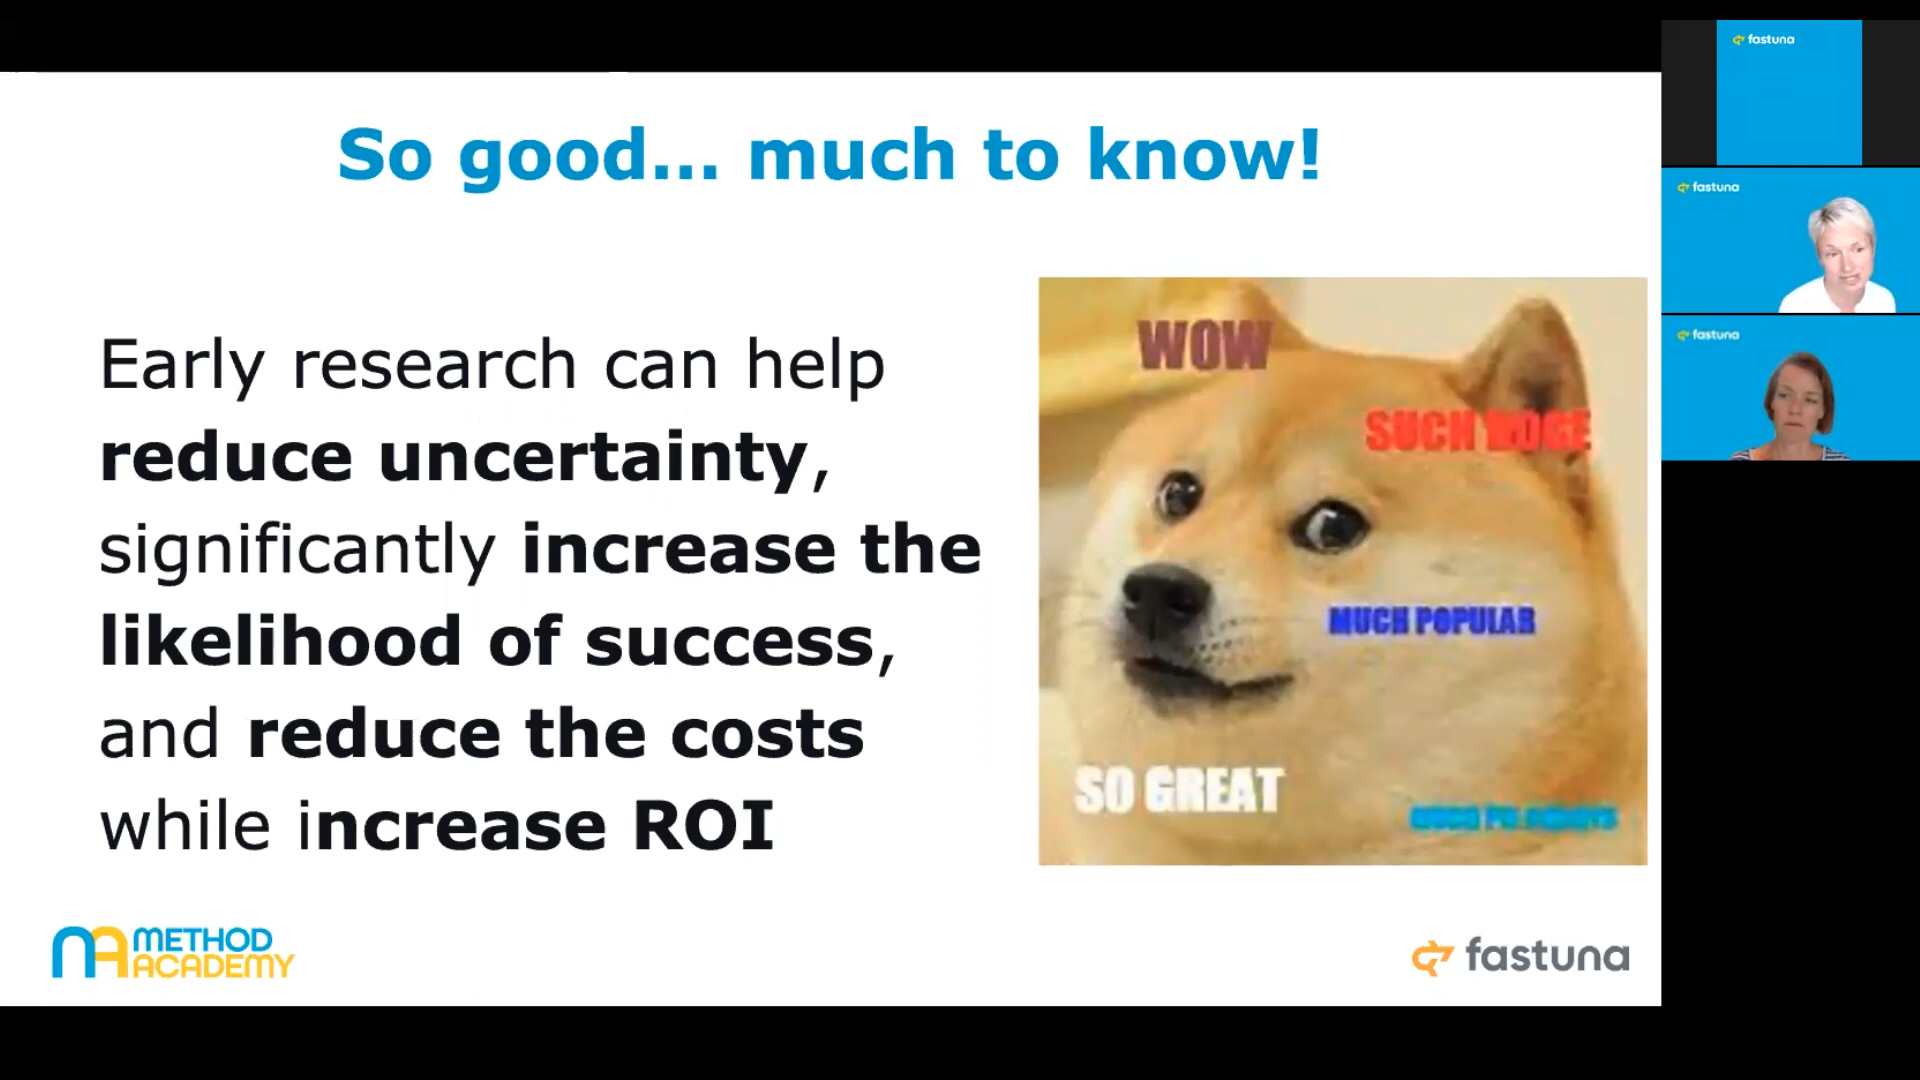 So good... much to know!
Early research can help
reduce uncertainty,
significantly increase the
likelihood of success,
and reduce the costs
while increase ROI
WOW
SUCH DOGE
MUCH POPULAR
SO GREAT
METHOD
ACADEMY
fastuna
fastuna
fastuna
fastuna